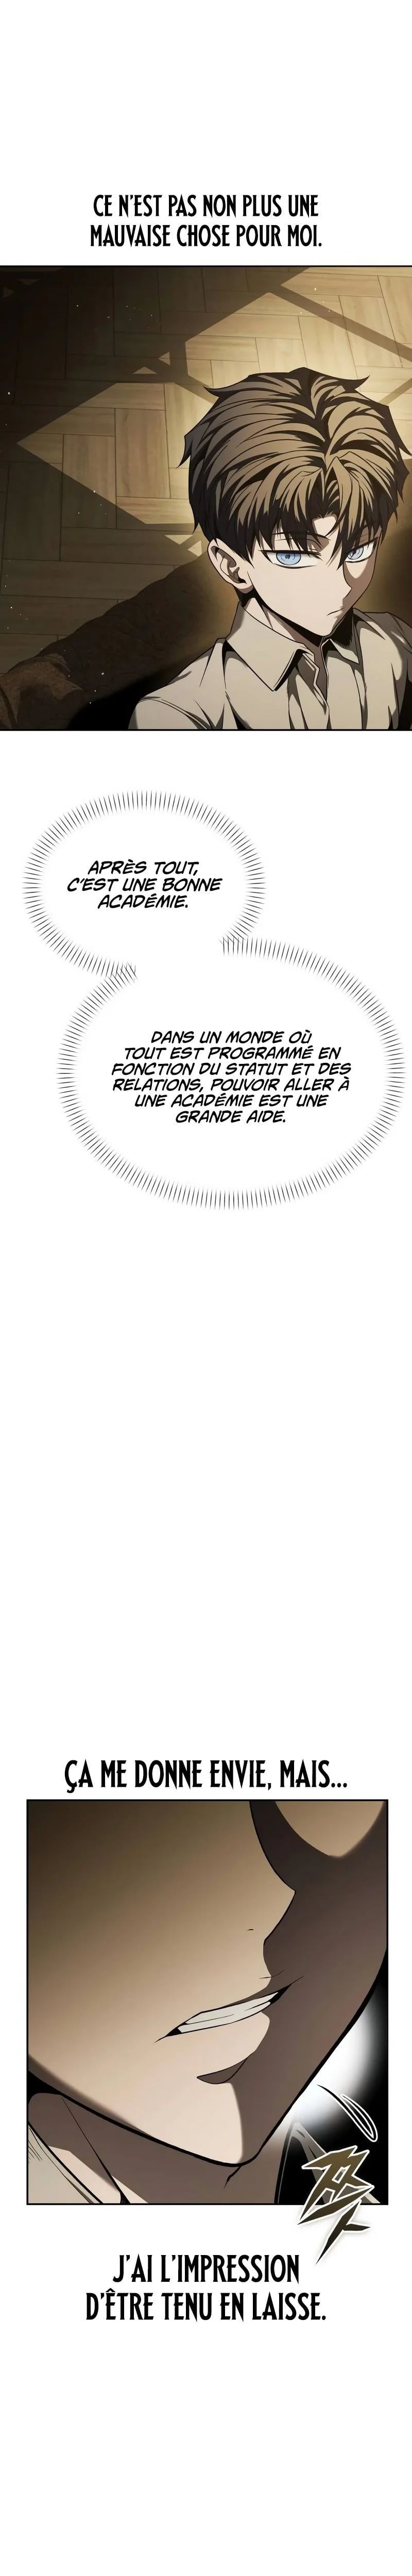 CE N'EST PAS NON PLUS UNE
MAUVAISE CHOSE POUR MOI.
APRÈS TOUT,
C'EST UNE BONNE
ACADÉMIE.
DANS UN MONDE OÙ
TOUT EST PROGRAMMÉ EN
FONCTION DU STATUT ET DES
RELATIONS, POUVOIR ALLER À
UNE ACADÉMIE EST UNE
GRANDE AIDE.
ÇA ME DONNE ENVIE, MAIS...
J'AI L'IMPRESSION
D'ÊTRE TENU EN LAISSE.